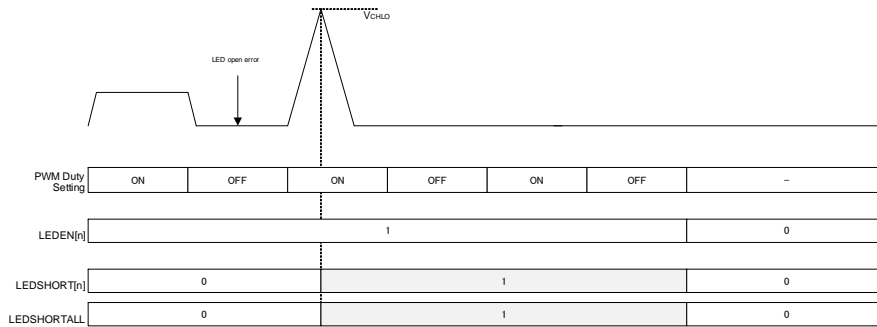 VCHLO
LED open error
PWM Duty
Setting
ON OFF ON OFF ON OFF –
LEDEN[n] 1 0
LEDSHORT[n] 0 1 0
LEDSHORTALL 0 1 0